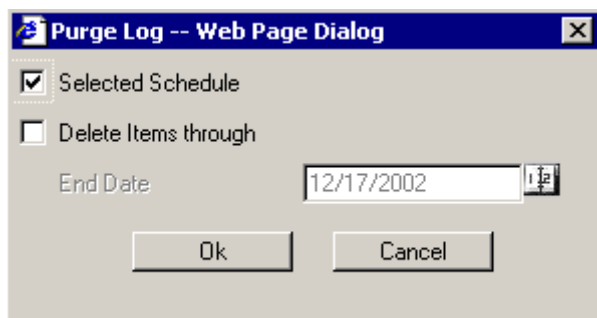 Purge Log -- Web Page Dialog
Selected Schedule
Delete Items through
End Date 12/17/2002
Ok Cancel